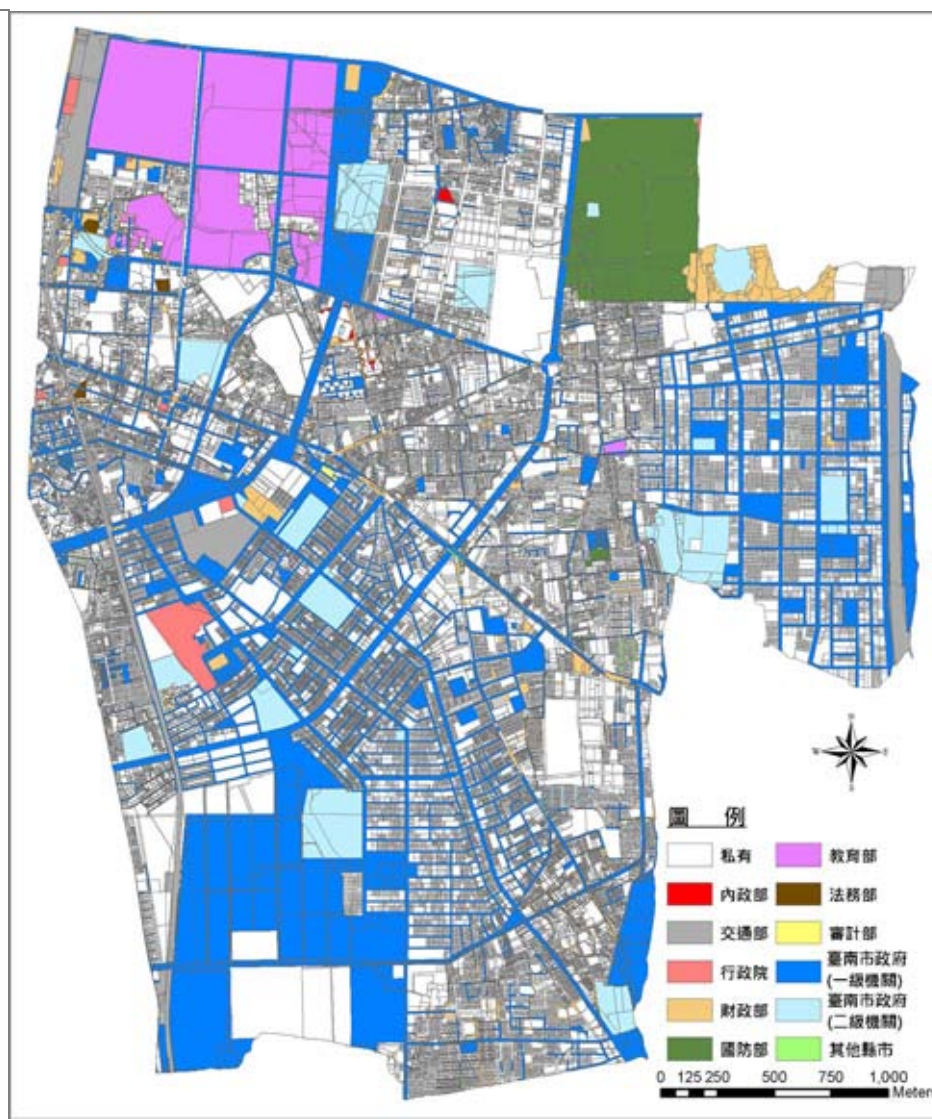 N
W
E
S
圖 例
私有
教育部
內政部
法務部
交通部
審計部
行政院
臺南市政府
(一級機關)
財政部
臺南市政府
(二級機關)
國防部
其他縣市
0 125 250 500 750 1,000
Meters